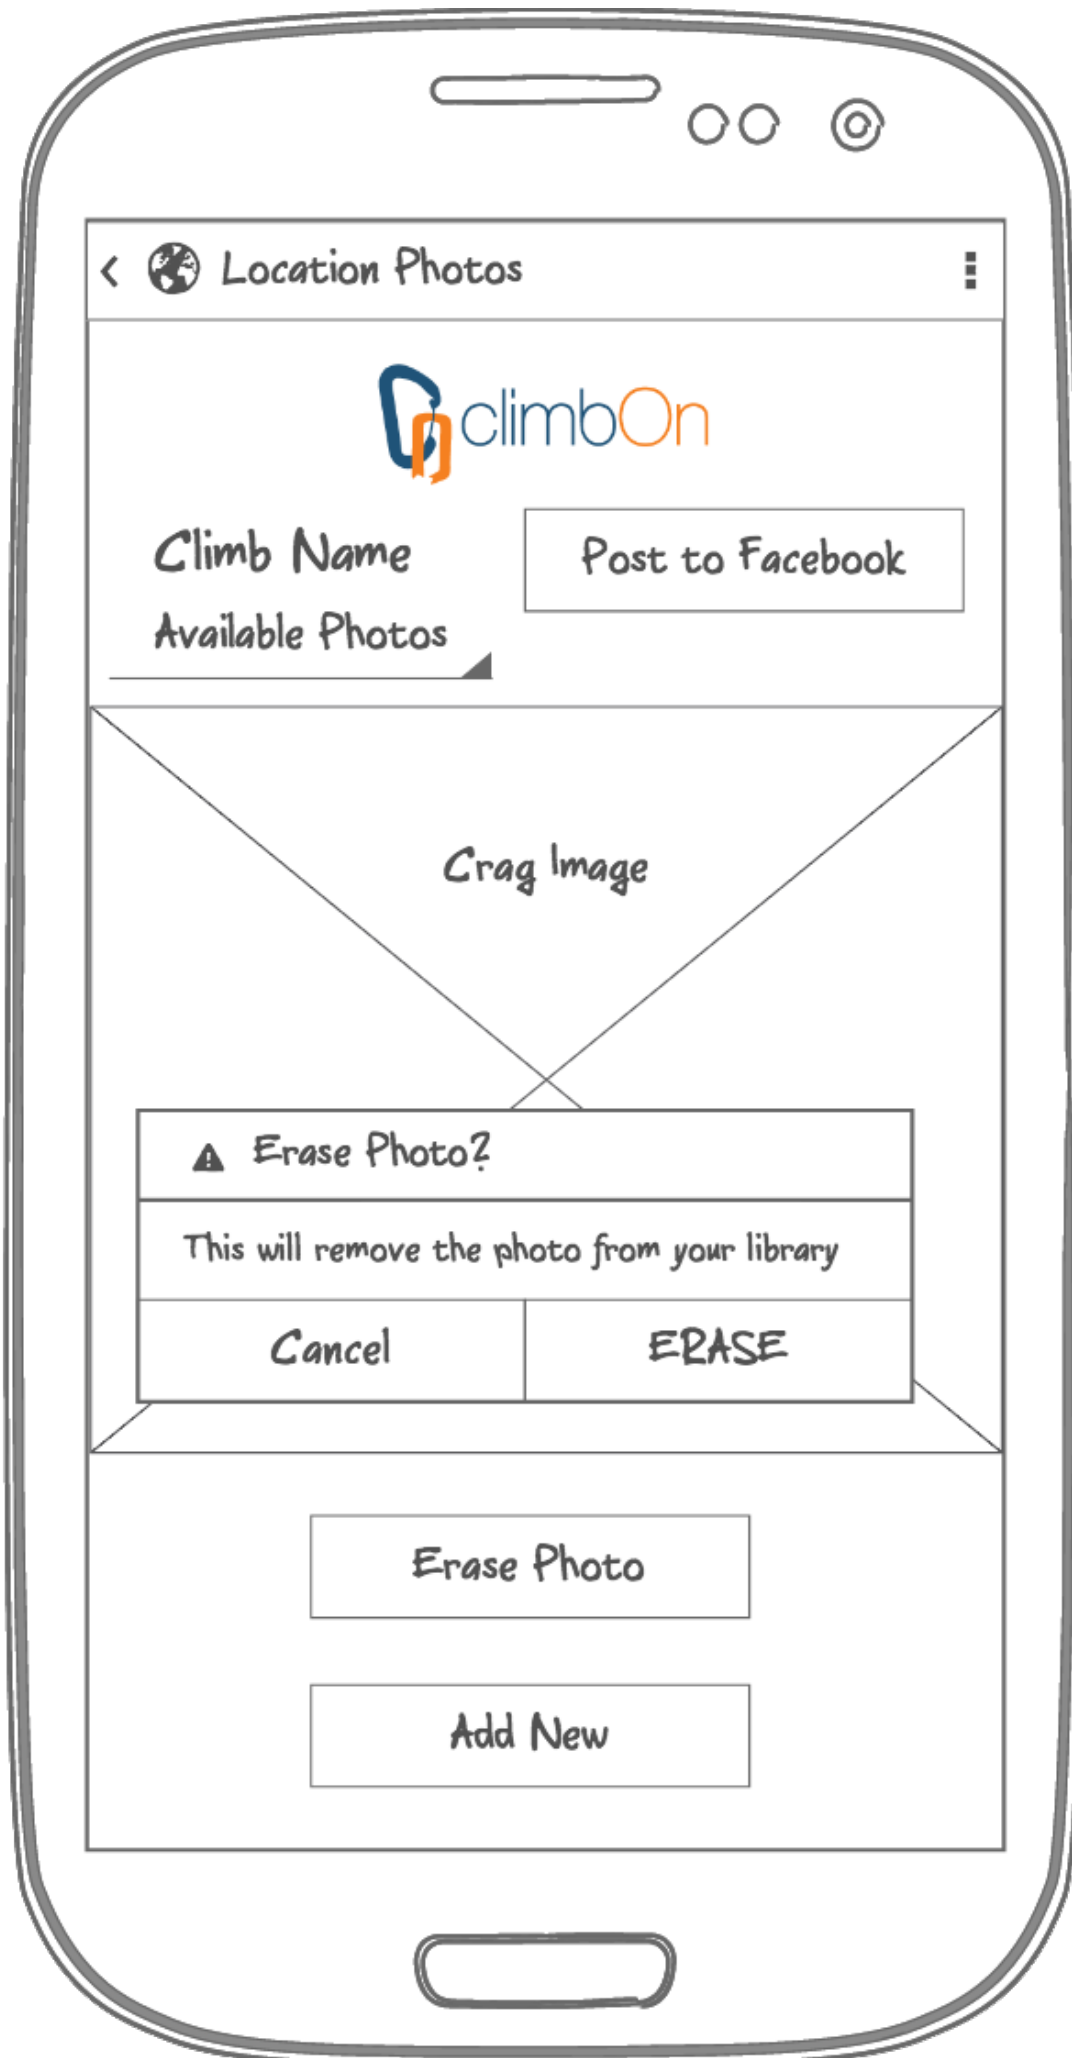 Location Photos
climbOn
Climb Name
Post to Facebook
Available Photos
Crag Image
Erase Photo?
This will remove the photo from your library
Cancel
ERASE
Erase Photo
Add New